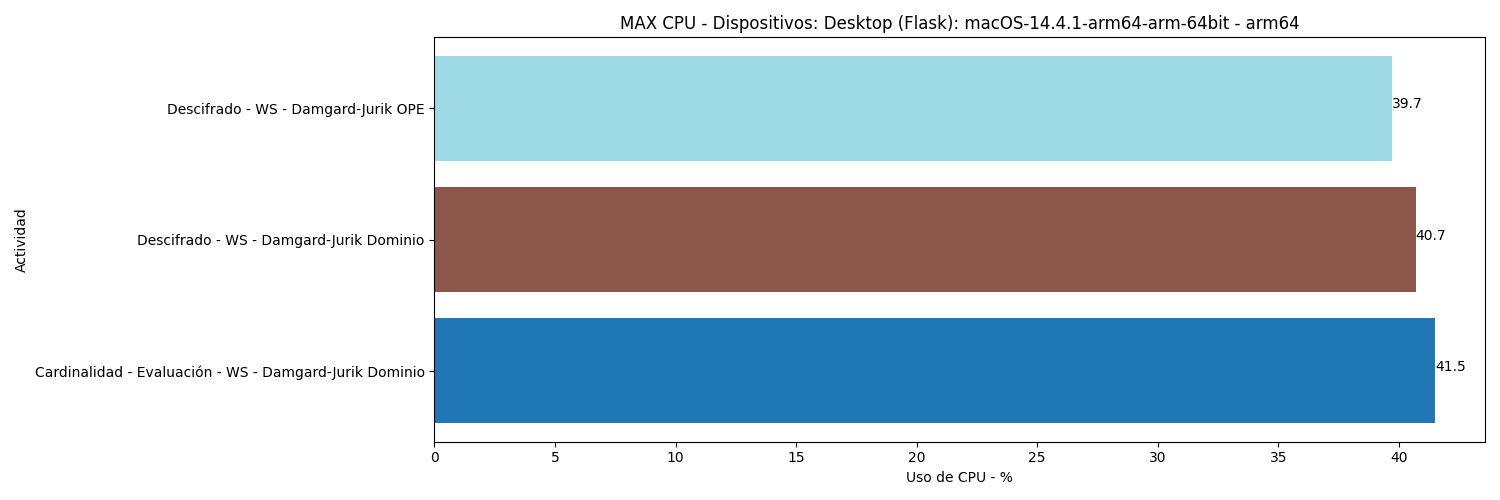 MAX CPU - Dispositivos: Desktop (Flask): macOS-14.4.1-arm64-arm-64bit - arm64
Actividad
Descifrado - WS - Damgard-Jurik OPE
39.7
Descifrado - WS - Damgard-Jurik Dominio
40.7
Cardinalidad - Evaluación - WS - Damgard-Jurik Dominio
41.5
0 5 10 15 20 25 30 35 40
Uso de CPU - %